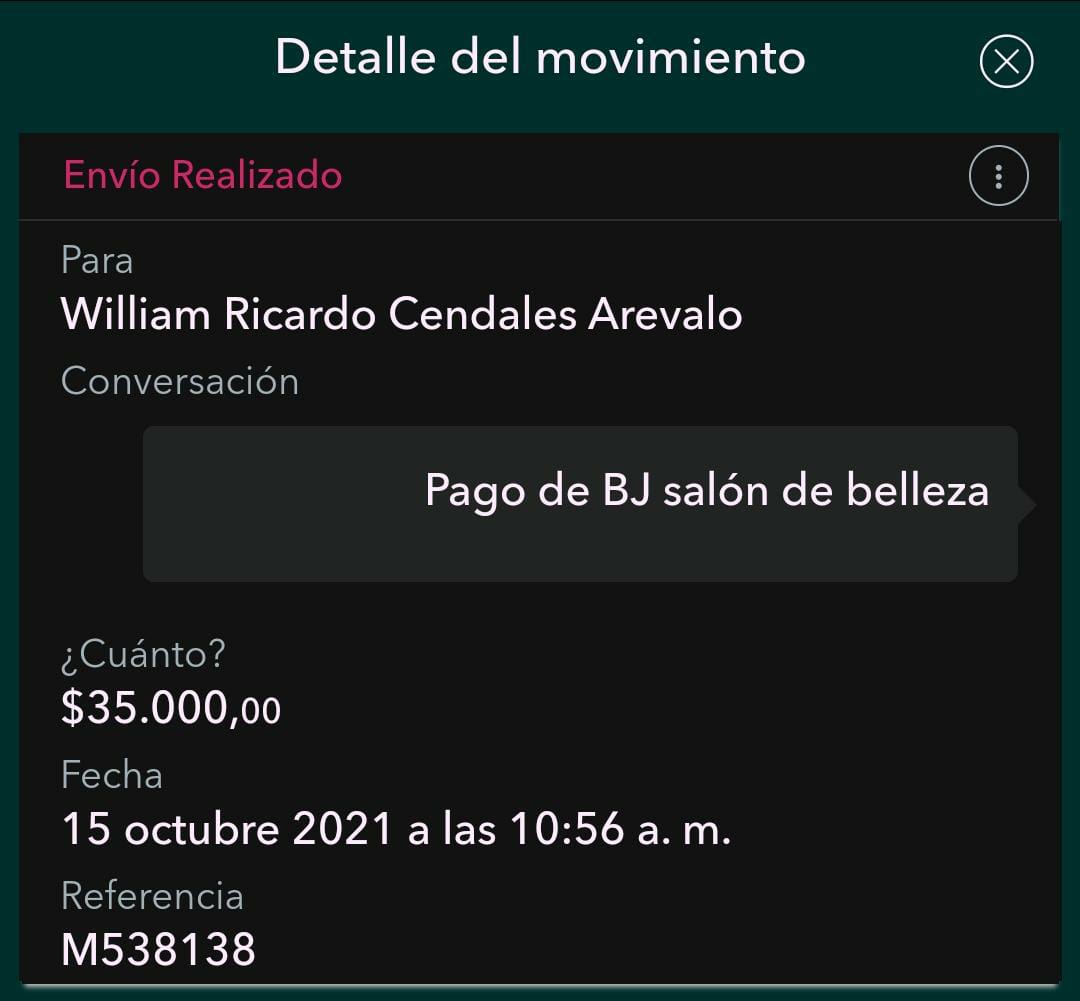 Detalle del movimiento
Envío Realizado
Para
William Ricardo Cendales Arevalo
Conversación
Pago de BJ salón de belleza
¿Cuánto?
$35.000,00
Fecha
15 octubre 2021 a las 10:56 a. m.
Referencia
M538138